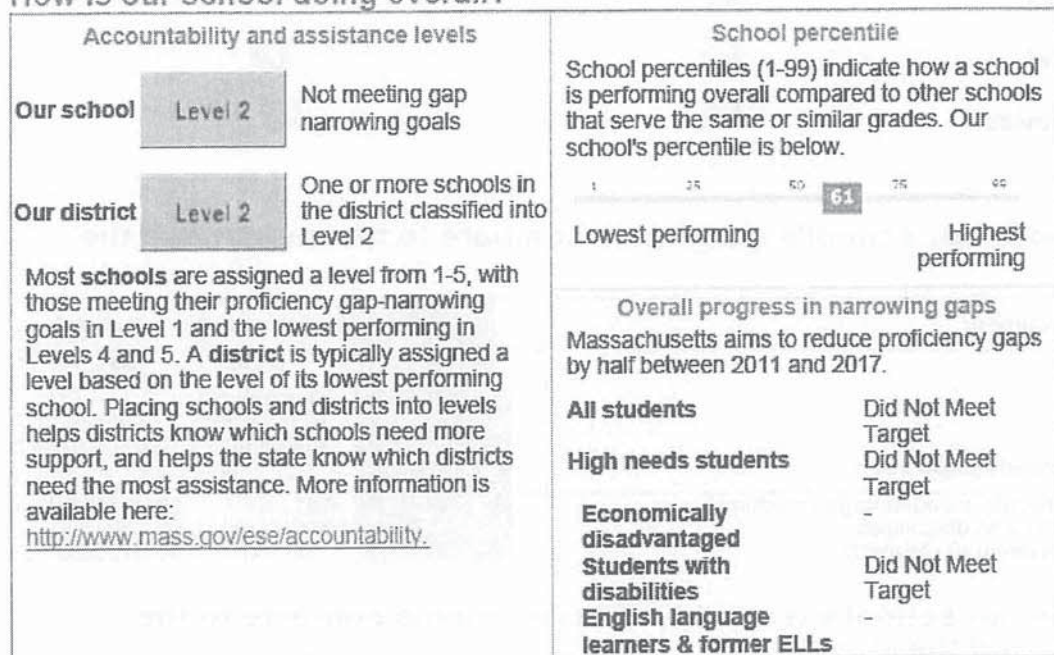 How is our school doing overall?
Accountability and assistance levels
Our school
Level 2
Not meeting gap
narrowing goals
Our district
Level 2
One or more schools in
the district classified into
Level 2
Most schools are assigned a level from 1-5, with
those meeting their proficiency gap-narrowing
goals in Level 1 and the lowest performing in
Levels 4 and 5. A district is typically assigned a
level based on the level of its lowest performing
school. Placing schools and districts into levels
helps districts know which schools need more
support, and helps the state know which districts
need the most assistance. More information is
available here:
http://www.mass.gov/ese/accountability.
School percentile
School percentiles (1-99) indicate how a school
is performing overall compared to other schools
that serve the same or similar grades. Our
school's percentile is below.
1 25 50 61 75 99
Lowest performing
Highest
performing
Overall progress in narrowing gaps
Massachusetts aims to reduce proficiency gaps
by half between 2011 and 2017.
All students Did Not Meet
Target
High needs students Did Not Meet
Target
Economically
disadvantaged
Students with Did Not Meet
disabilities Target
English language -
learners & former ELLs